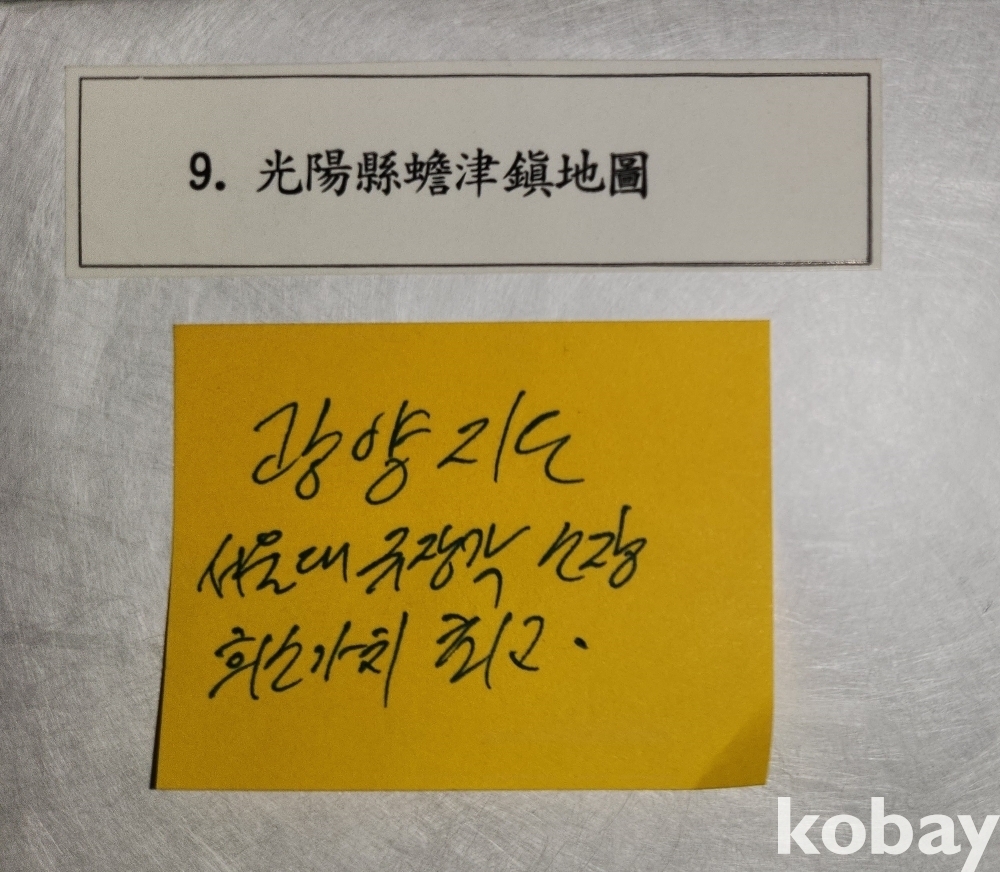 9. 光陽縣蟾津鎭地圖
광양지도
서울대 규장각 소장
희소가치 최고.
kobay